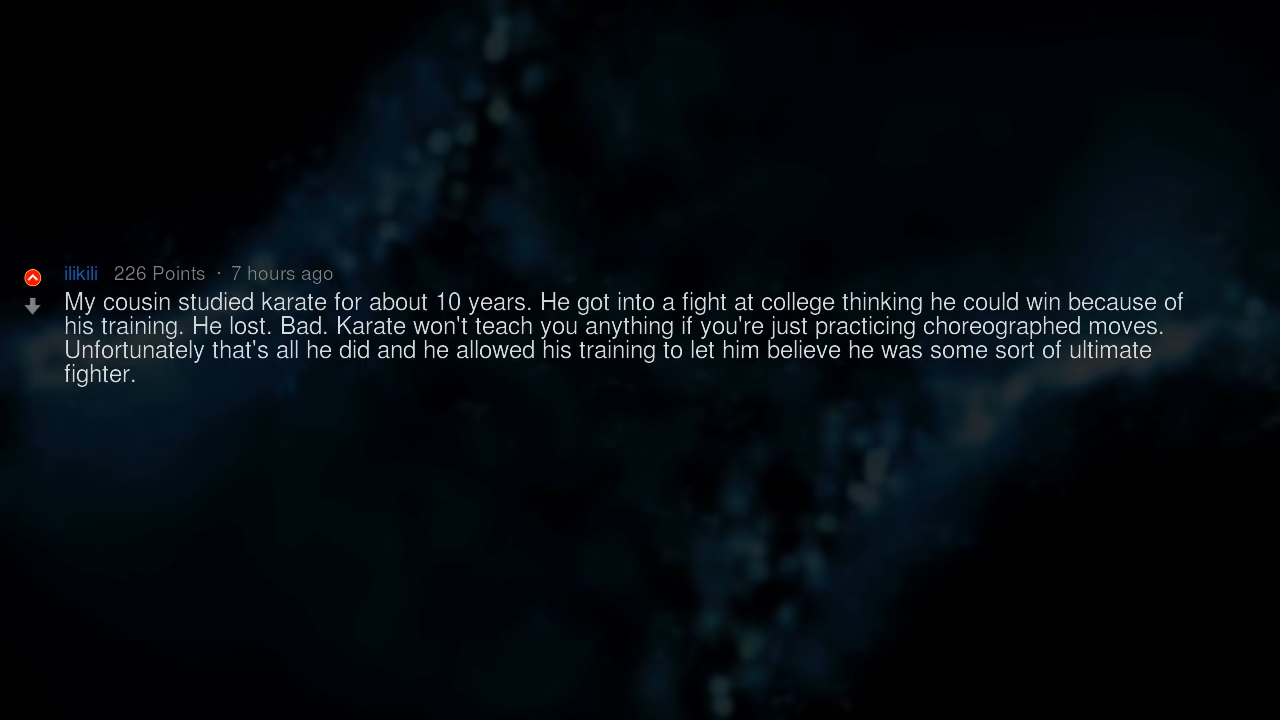 ilikili 226 Points · 7 hours ago
My cousin studied karate for about 10 years. He got into a fight at college thinking he could win because of
his training. He lost. Bad. Karate won't teach you anything if you're just practicing choreographed moves.
Unfortunately that's all he did and he allowed his training to let him believe he was some sort of ultimate
fighter.